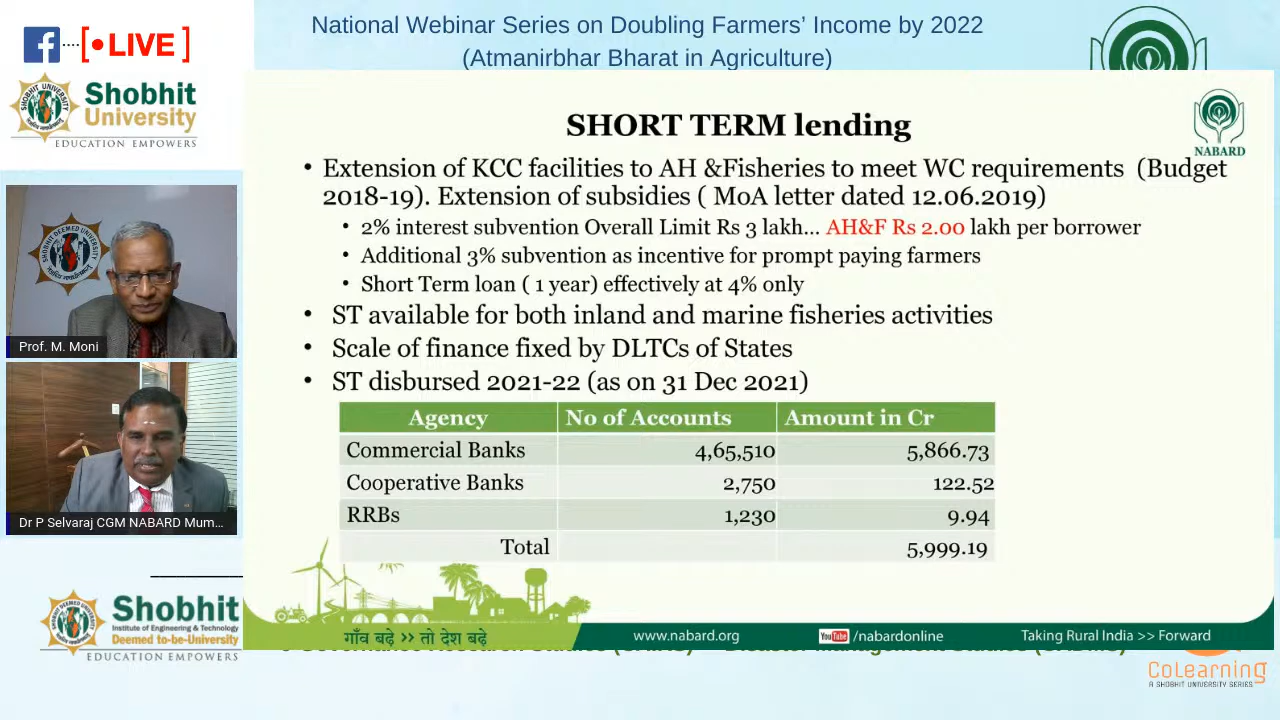 National Webinar Series on Doubling Farmers' Income by 2022
(Atmanirbhar Bharat in Agriculture)
[•LIVE]
Shobhit
University
EDUCATION EMPOWERS
NABARD
SHORT TERM lending
• Extension of KCC facilities to AH &Fisheries to meet WC requirements (Budget
2018-19). Extension of subsidies ( MoA letter dated 12.06.2019)
• 2% interest subvention Overall Limit Rs 3 lakh... AH&F Rs 2.00 lakh per borrower
• Additional 3% subvention as incentive for prompt paying farmers
• Short Term loan ( 1 year) effectively at 4% only
• ST available for both inland and marine fisheries activities
• Scale of finance fixed by DLTCs of States
• ST disbursed 2021-22 (as on 31 Dec 2021)
Agency No of Accounts Amount in Cr
Commercial Banks 4,65,510 5,866.73
Cooperative Banks 2,750 122.52
RRBs 1,230 9.94
Total 5,999.19
Prof. M. Moni
Dr P Selvaraj CGM NABARD Mum...
Shobhit
Institute of Engineering & Technology
Deemed to-be-University
EDUCATION EMPOWERS
गाँव बढ़े >> तो देश बढ़े
www.nabard.org
YouTube /nabardonline
Taking Rural India >> Forward
CoLearning
A SHOBHIT UNIVERSITY SERIES